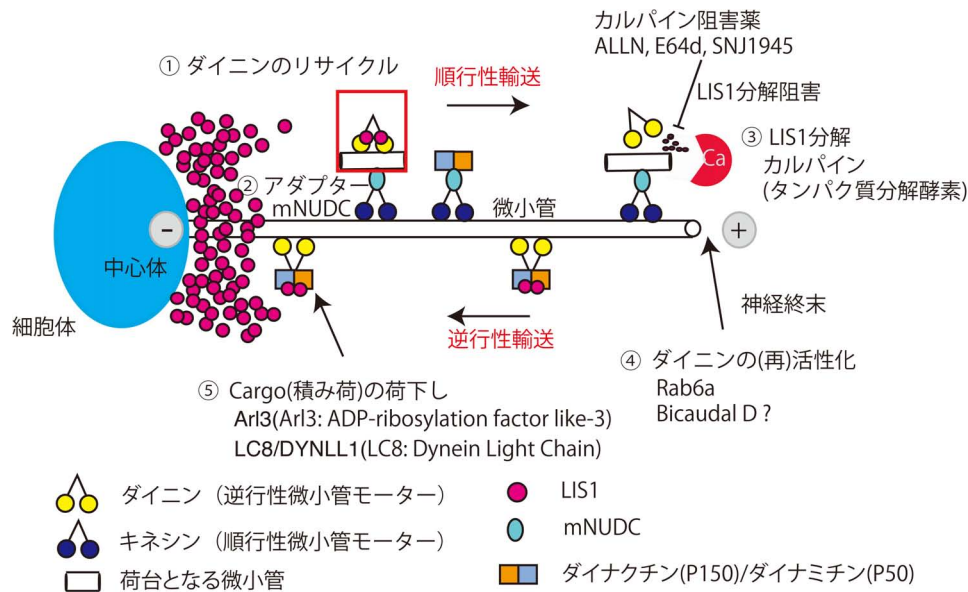 カルパイン阻害薬
ALLN, E64d, SNJ1945
① ダイニンのリサイクル
順行性輸送
LIS1分解阻害
Ca
③ LIS1分解
カルパイン
(タンパク質分解酵素)
② アダプター
mNUDC
微小管
-
+
中心体
細胞体
神経終末
逆行性輸送
④ ダイニンの(再)活性化
Rab6a
Bicaudal D ?
⑤ Cargo(積み荷)の荷下し
Arl3(Arl3: ADP-ribosylation factor like-3)
LC8/DYNLL1(LC8: Dynein Light Chain)
ダイニン（逆行性微小管モーター）
LIS1
キネシン（順行性微小管モーター）
mNUDC
荷台となる微小管
ダイナクチン(P150)/ダイナミチン(P50)